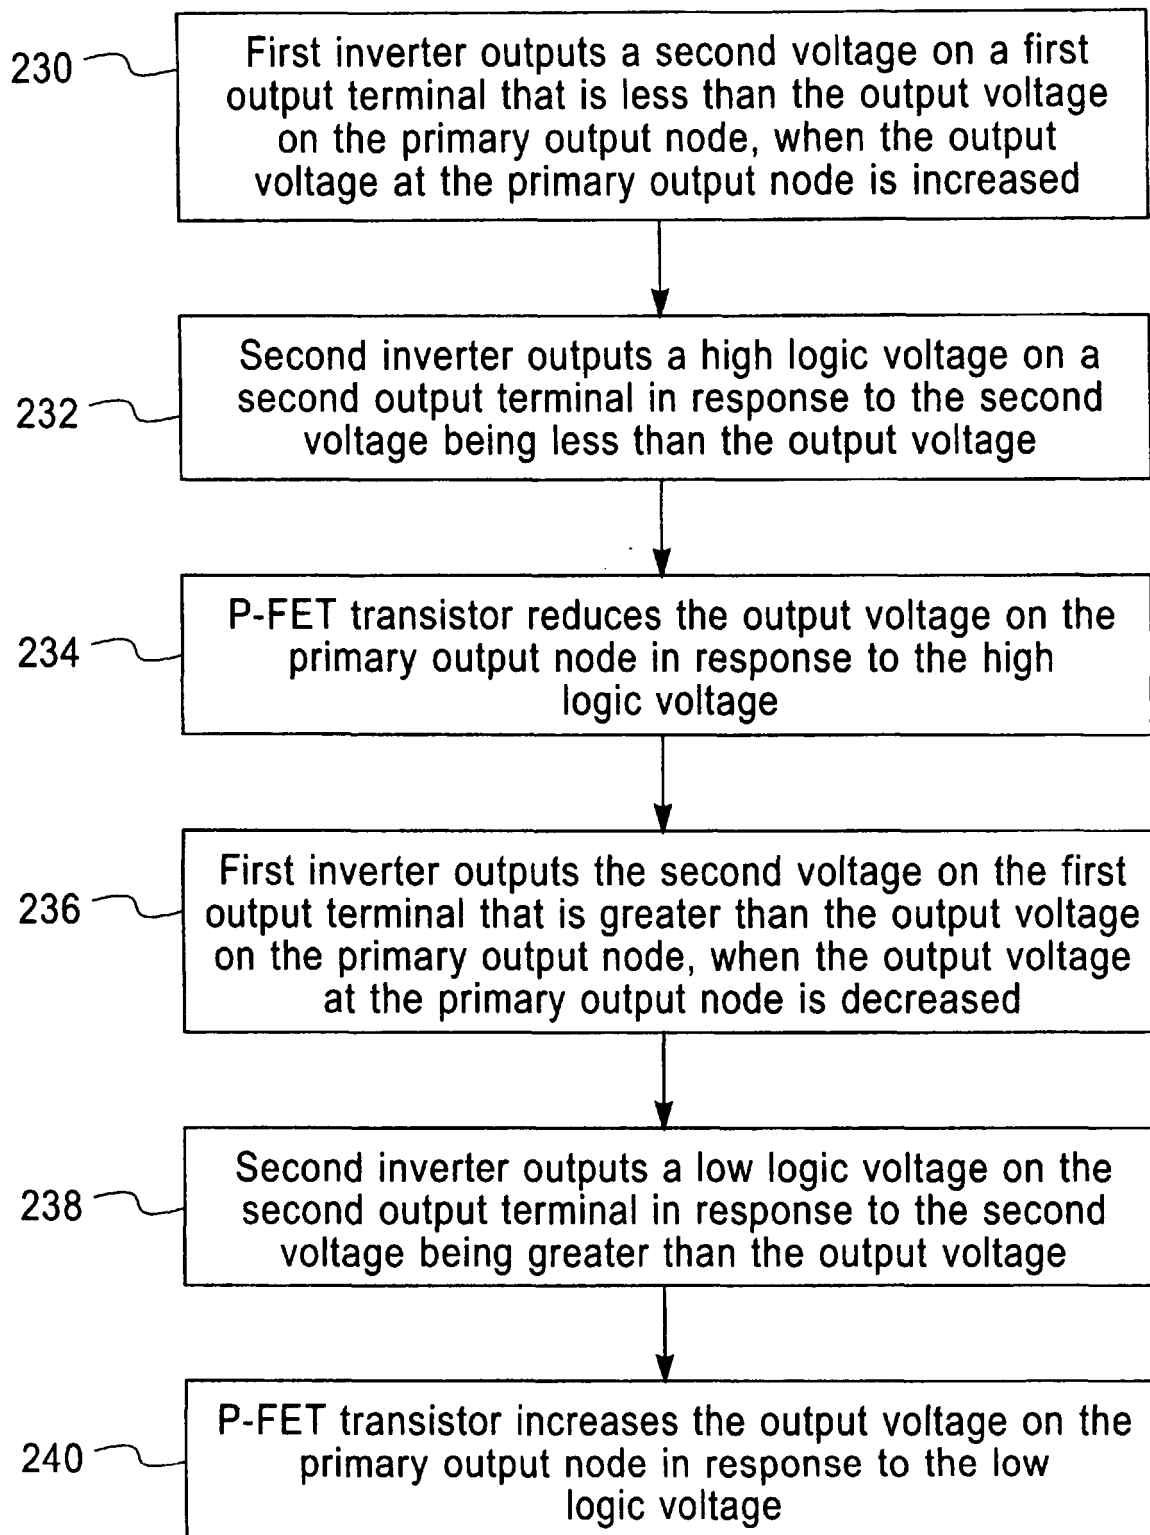 230
First inverter outputs a second voltage on a first
output terminal that is less than the output voltage
on the primary output node, when the output
voltage at the primary output node is increased
232
Second inverter outputs a high logic voltage on a
second output terminal in response to the second
voltage being less than the output voltage
234
P-FET transistor reduces the output voltage on the
primary output node in response to the high
logic voltage
236
First inverter outputs the second voltage on the first
output terminal that is greater than the output voltage
on the primary output node, when the output voltage
at the primary output node is decreased
238
Second inverter outputs a low logic voltage on the
second output terminal in response to the second
voltage being greater than the output voltage
240
P-FET transistor increases the output voltage on the
primary output node in response to the low
logic voltage